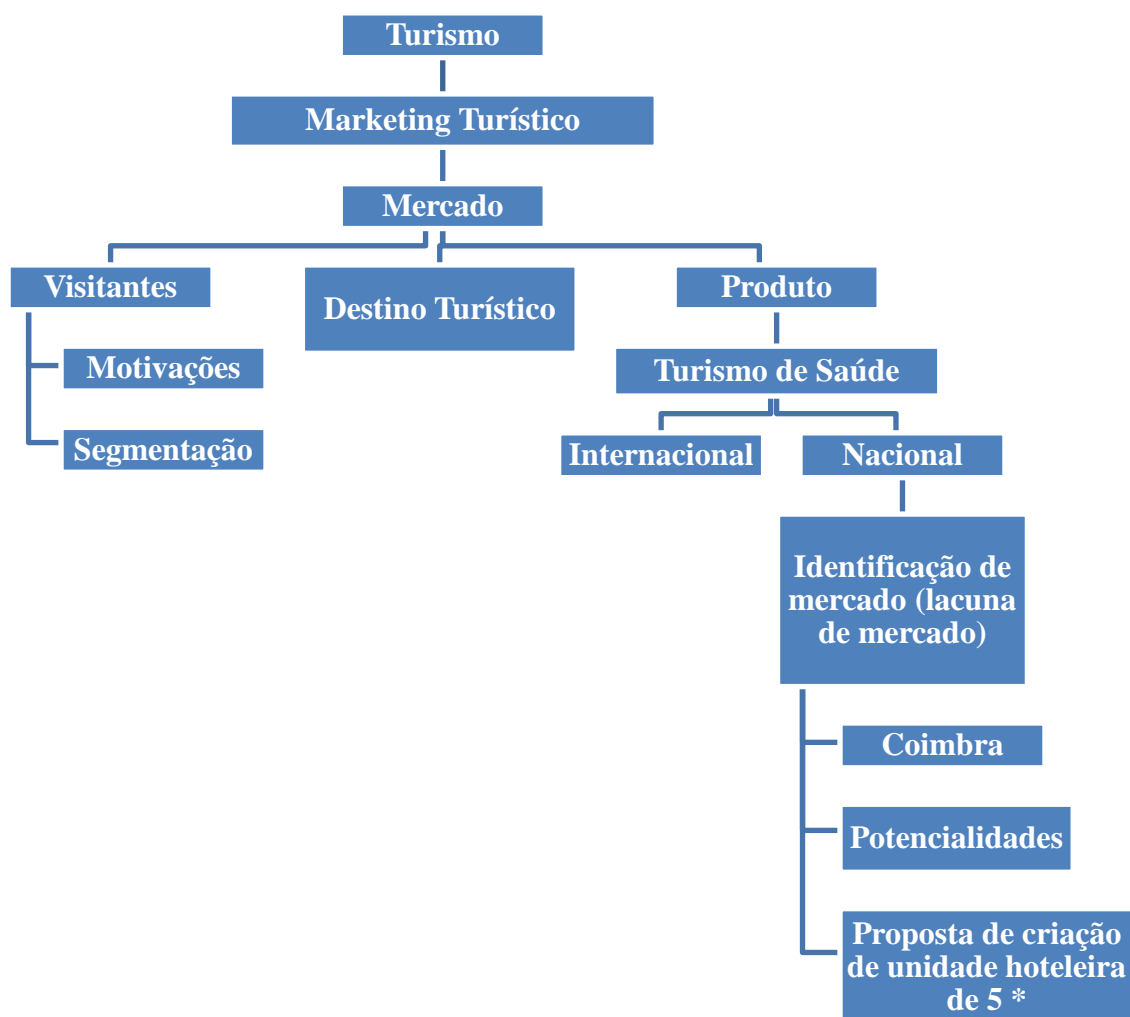 Turismo
Marketing Turístico
Mercado
Visitantes
Destino Turístico
Produto
Motivações
Segmentação
Turismo de Saúde
Internacional
Nacional
Identificação de
mercado (lacuna
de mercado)
Coimbra
Potencialidades
Proposta de criação
de unidade hoteleira
de 5 *